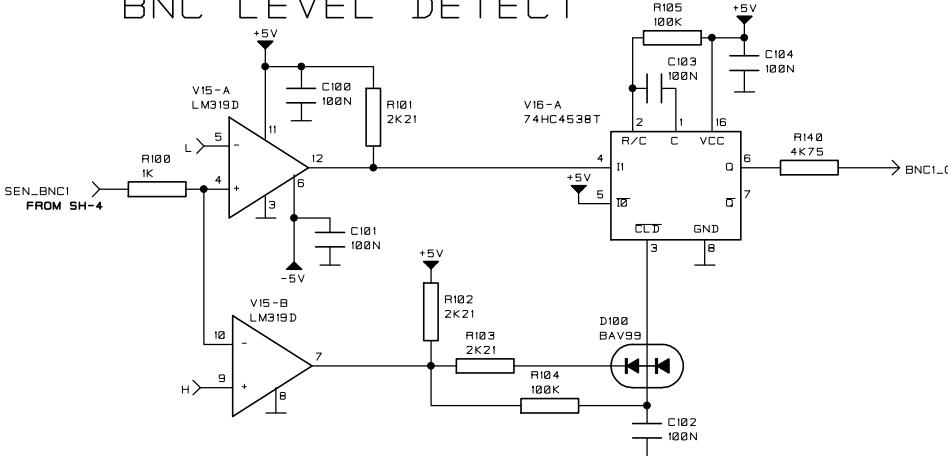 BNC LEVEL DETECT
R105
100K
+5V
+5V
C104
100N
C103
100N
C100
100N
V15-A
LM319D
R101
2K21
V16-A
74HC4538T
11
2
1
16
R/C
C
VCC
R140
4K75
L
5
-
12
4
I1
Q
6
BNC1_
R100
1K
4
+
6
+5V
SEN_BNC1
FROM SH-4
3
5
I0
Q
7
CLD
GND
C101
100N
3
8
-5V
+5V
V15-B
LM319D
R102
2K21
D100
BAV99
10
-
R103
2K21
7
H
9
+
8
R104
100K
C102
100N